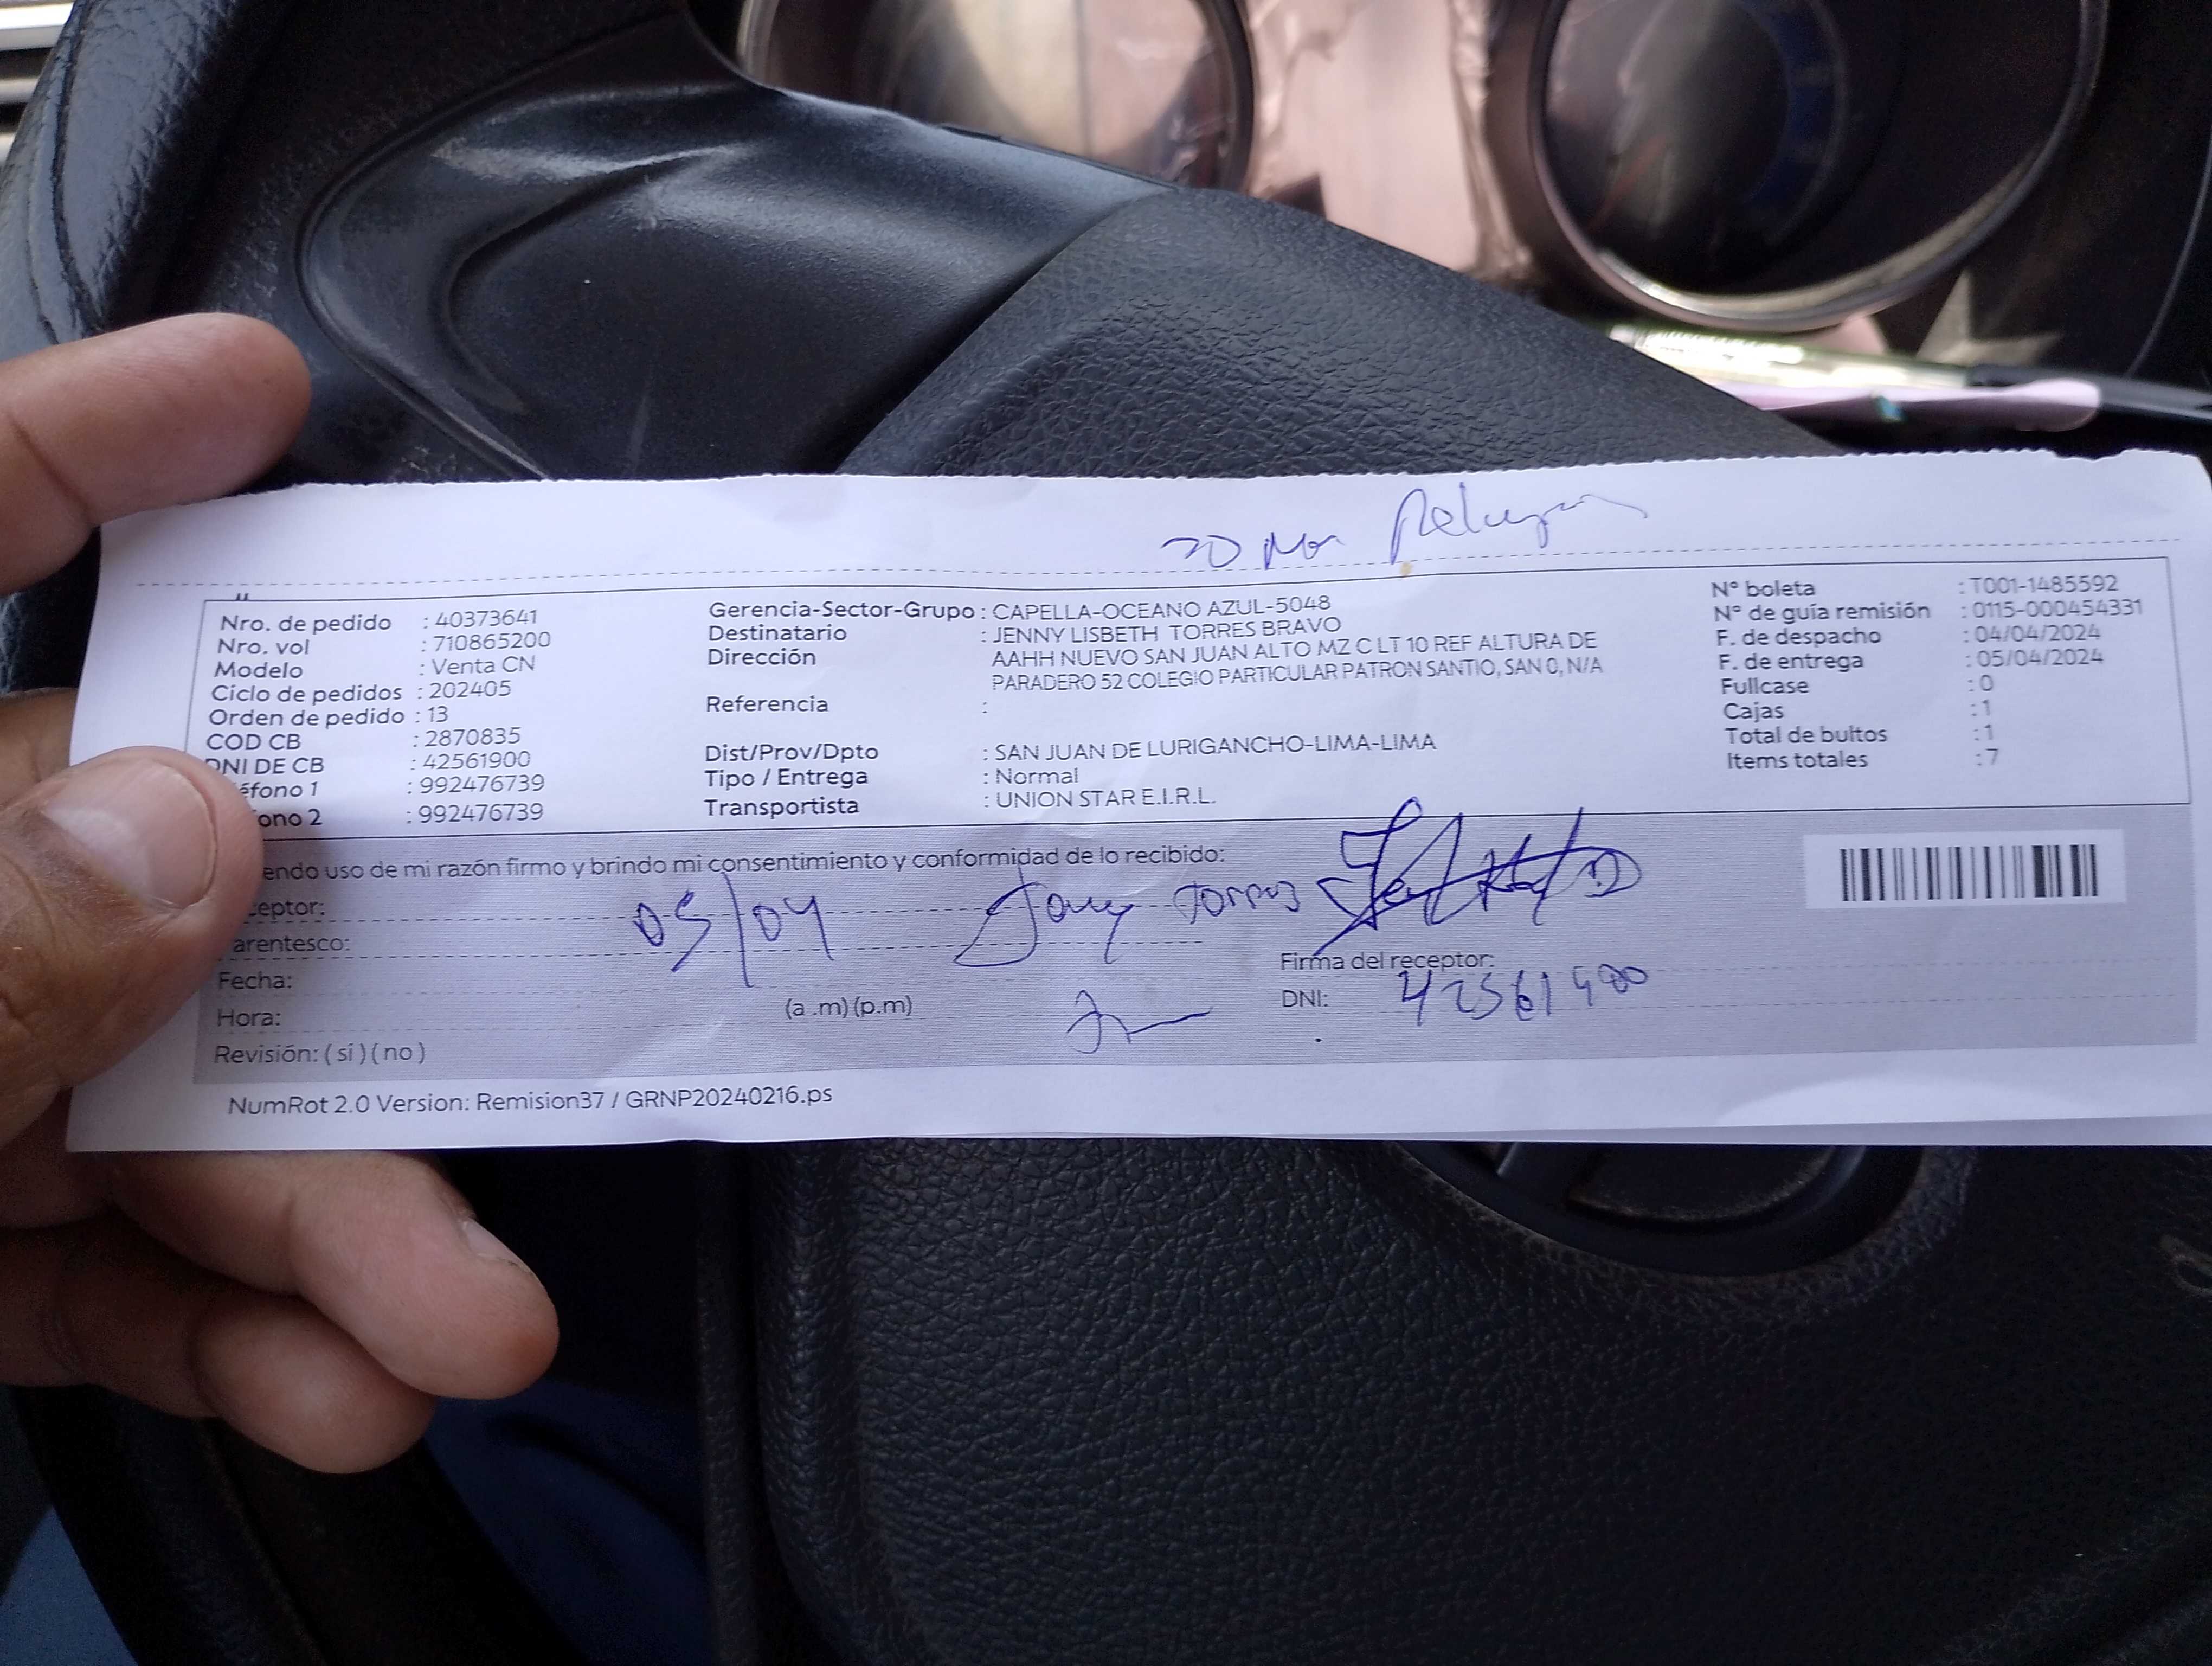 Nro. de pedido : 40373641
Nro. vol : 710865200
Modelo : Venta CN
Ciclo de pedidos : 202405
Orden de pedido : 13
COD CB : 2870835
DNI DE CB : 42561900
éfono 1 : 992476739
ono 2 : 992476739
Gerencia-Sector-Grupo : CAPELLA-OCEANO AZUL-5048
Destinatario : JENNY LISBETH TORRES BRAVO
Dirección AAHH NUEVO SAN JUAN ALTO MZ C LT 10 REF ALTURA DE
PARADERO 52 COLEGIO PARTICULAR PATRON SANTIO, SAN 0, N/A
Referencia :
Dist/Prov/Dpto : SAN JUAN DE LURIGANCHO-LIMA-LIMA
Tipo / Entrega : Normal
Transportista : UNION STAR E.I.R.L.
N° boleta : T001-1485592
N° de guía remisión : 0115-000454331
F. de despacho : 04/04/2024
F. de entrega : 05/04/2024
Fullcase : 0
Cajas : 1
Total de bultos : 1
Items totales : 7
endo uso de mi razón firmo y brindo mi consentimiento y conformidad de lo recibido:
ceptor:
05/04 Torres
arentesco:
Fecha:
Firma del receptor:
Hora: (a .m) (p.m)
DNI: 42561900
Revisión: ( si ) ( no )
NumRot 2.0 Version: Remision37 / GRNP20240216.ps